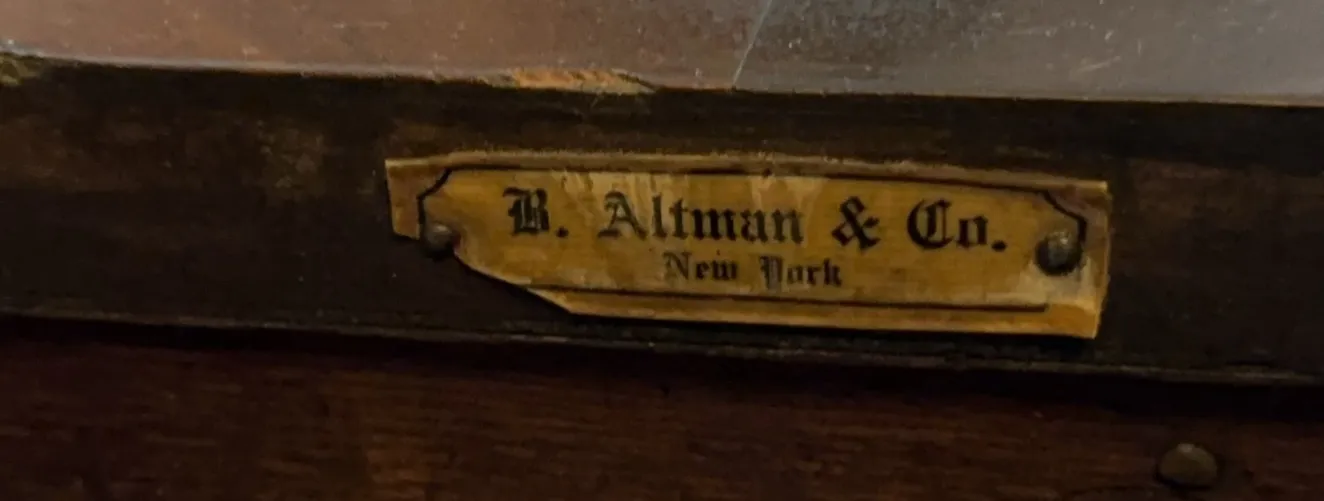 B. Altman & Co.
New York